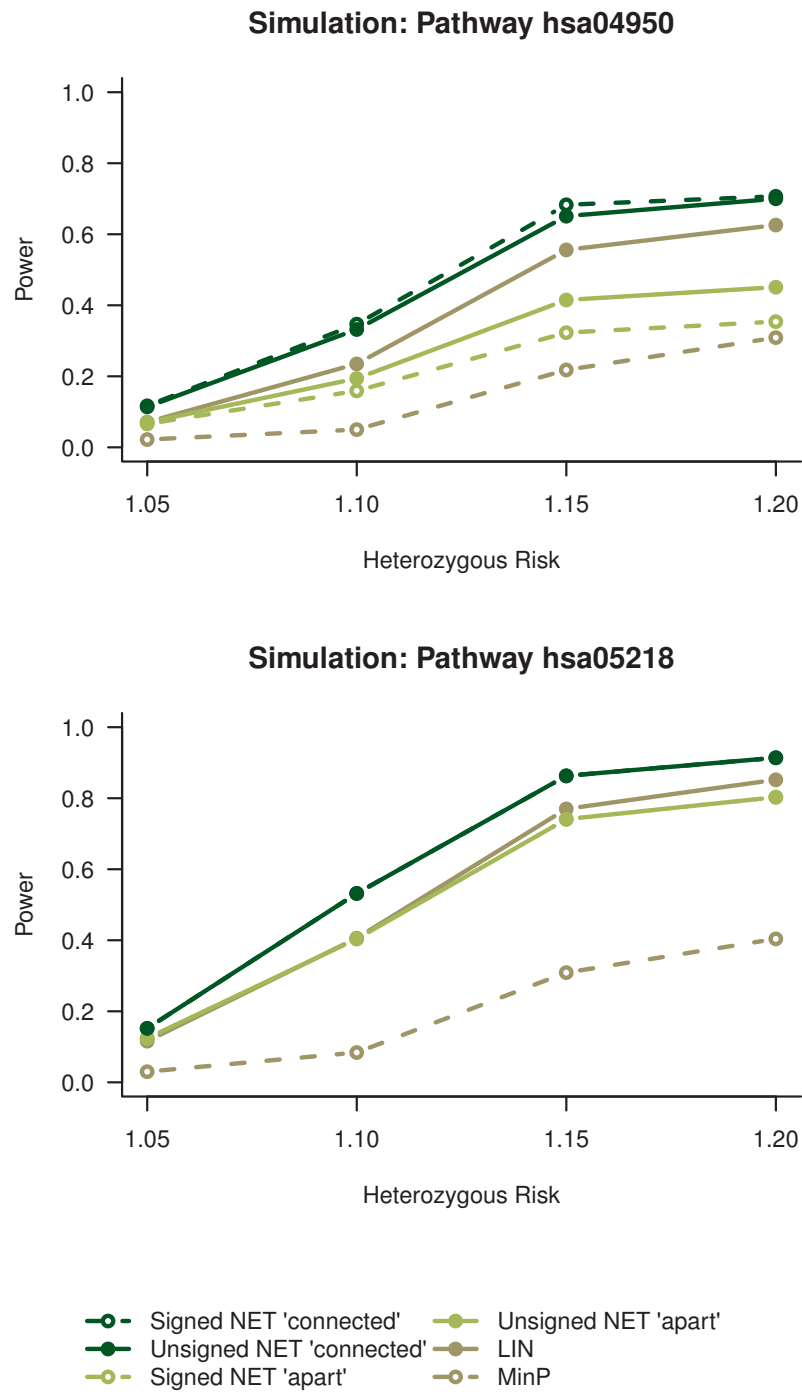 Simulation: Pathway hsa04950
1.0
0.8
0.6
0.4
0.2
0.0
Power
1.05 1.10 1.15 1.20
Heterozygous Risk
Simulation: Pathway hsa05218
1.0
0.8
0.6
0.4
0.2
0.0
Power
1.05 1.10 1.15 1.20
Heterozygous Risk
Signed NET 'connected'
Unsigned NET 'connected'
Signed NET 'apart'
Unsigned NET 'apart'
LIN
MinP